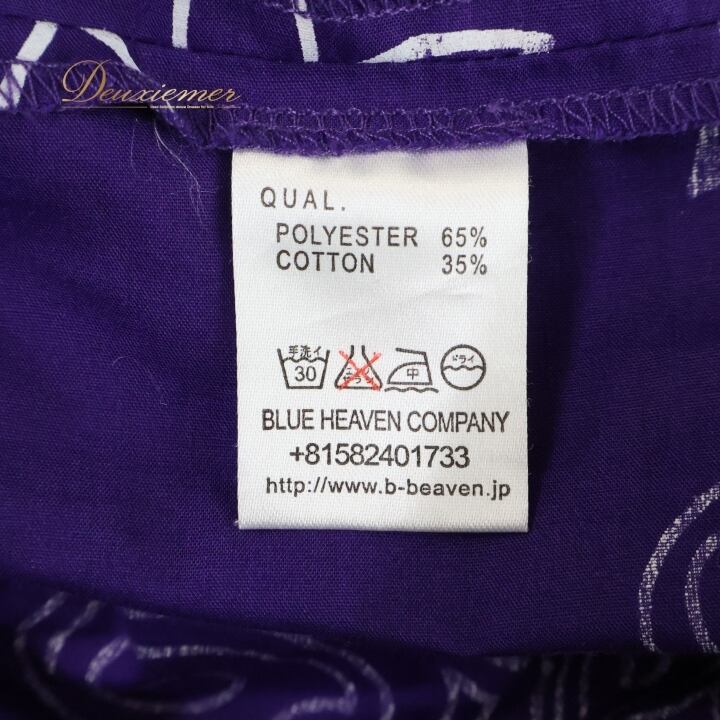 Deuxiemer
QUAL.
POLYESTER 65%
COTTON 35%
手洗イ
30
中
ドライ
BLUE HEAVEN COMPANY
+81582401733
http://www.b-beaven.jp